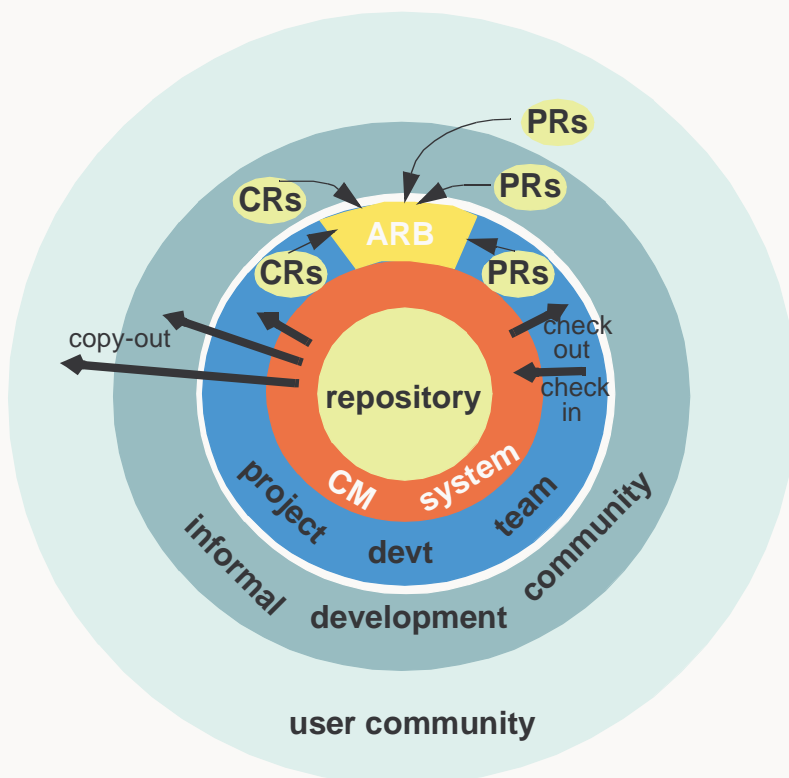 PRs
PRs
CRs
ARB
CRs
PRs
copy-out
check
out
check
in
repository
CM system
project devt team
informal development community
user community